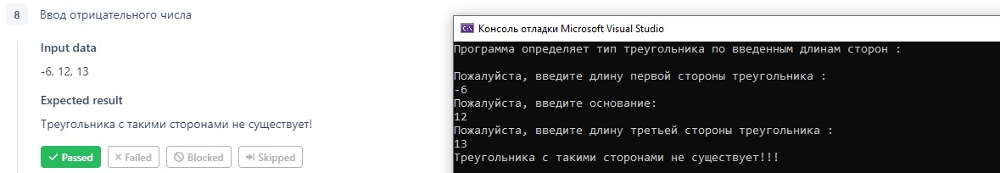 8 Ввод отрицательного числа
Input data
-6, 12, 13
Expected result
Треугольника с такими сторонами не существует!
Passed Failed Blocked Skipped
C:\ Консоль отладки Microsoft Visual Studio
Программа определяет тип треугольника по введенным длинам сторон :
Пожалуйста, введите длину первой стороны треугольника :
-6
Пожалуйста, введите основание:
12
Пожалуйста, введите длину третьей стороны треугольника :
13
Треугольника с такими сторонами не существует!!!